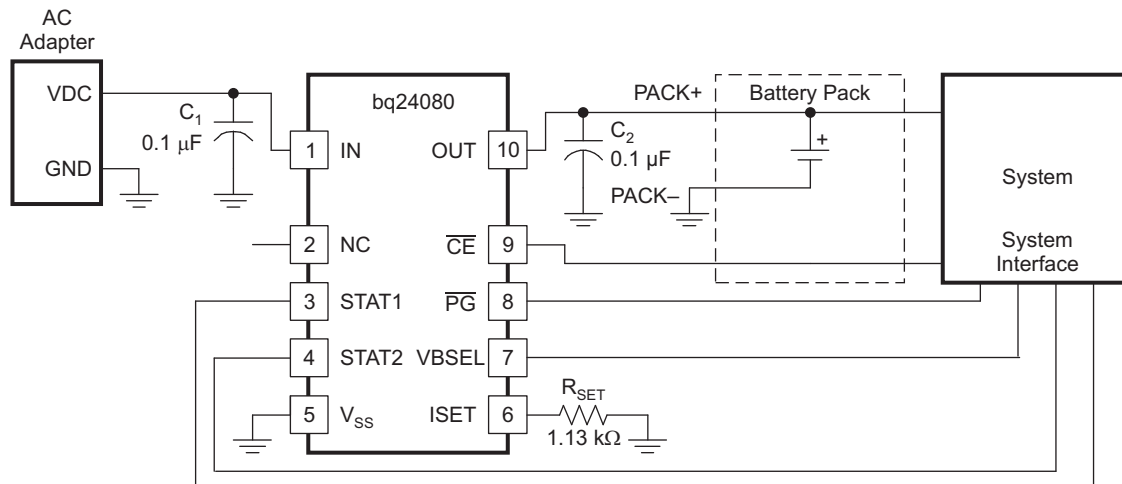 AC
Adapter
VDC
GND
C1
0.1 μF
bq24080
1
IN
2
NC
3
STAT1
4
STAT2
5
VSS
OUT
10
CE
9
PG
8
VBSEL
7
ISET
6
C2
0.1 μF
PACK+
PACK–
Battery Pack
+
RSET
1.13 kΩ
System
System
Interface